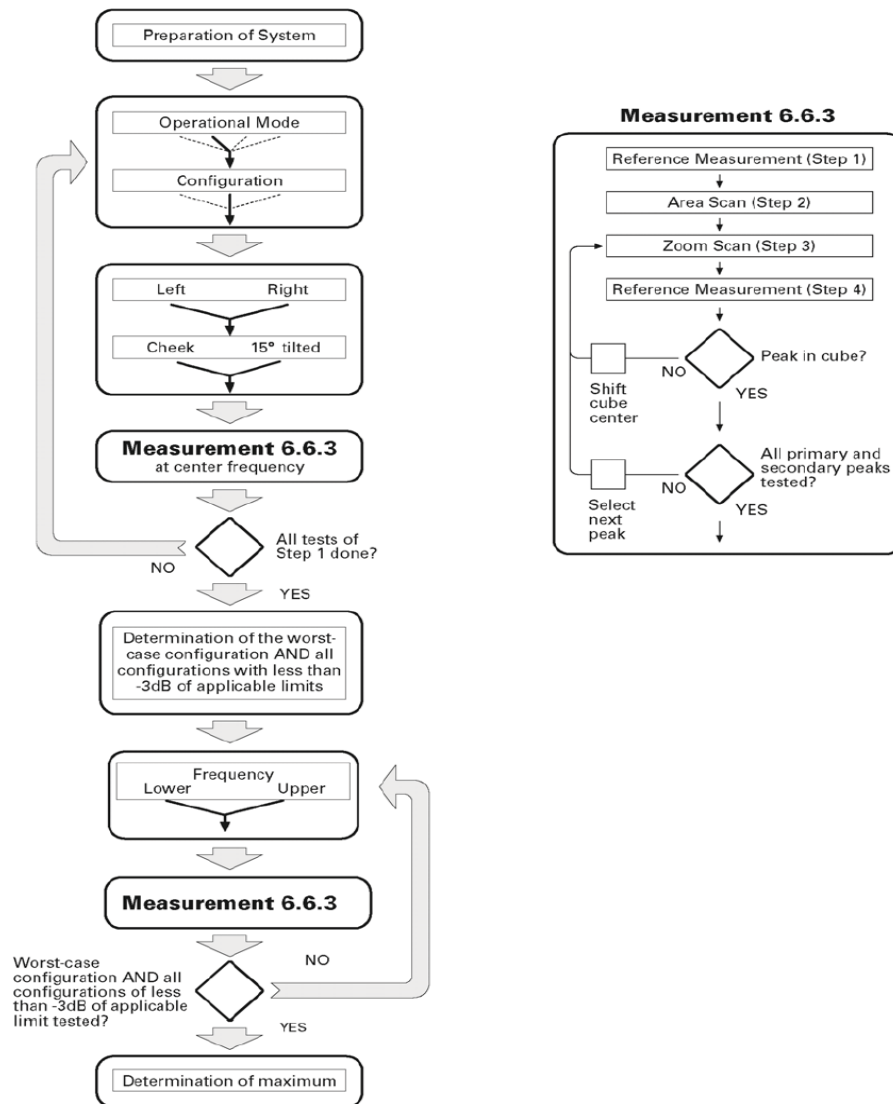 Preparation of System
Operational Mode
Configuration
Left Right
Cheek 15° tilted
Measurement 6.6.3
at center frequency
All tests of
Step 1 done?
NO
YES
Determination of the worst-
case configuration AND all
configurations with less than
-3dB of applicable limits
Frequency
Lower Upper
Measurement 6.6.3
Worst-case
configuration AND all
configurations of less
than -3dB of applicable
limit tested?
NO
YES
Determination of maximum
Measurement 6.6.3
Reference Measurement (Step 1)
Area Scan (Step 2)
Zoom Scan (Step 3)
Reference Measurement (Step 4)
Peak in cube?
NO
Shift
cube
center
YES
All primary and
secondary peaks
tested?
NO
Select
next
peak
YES